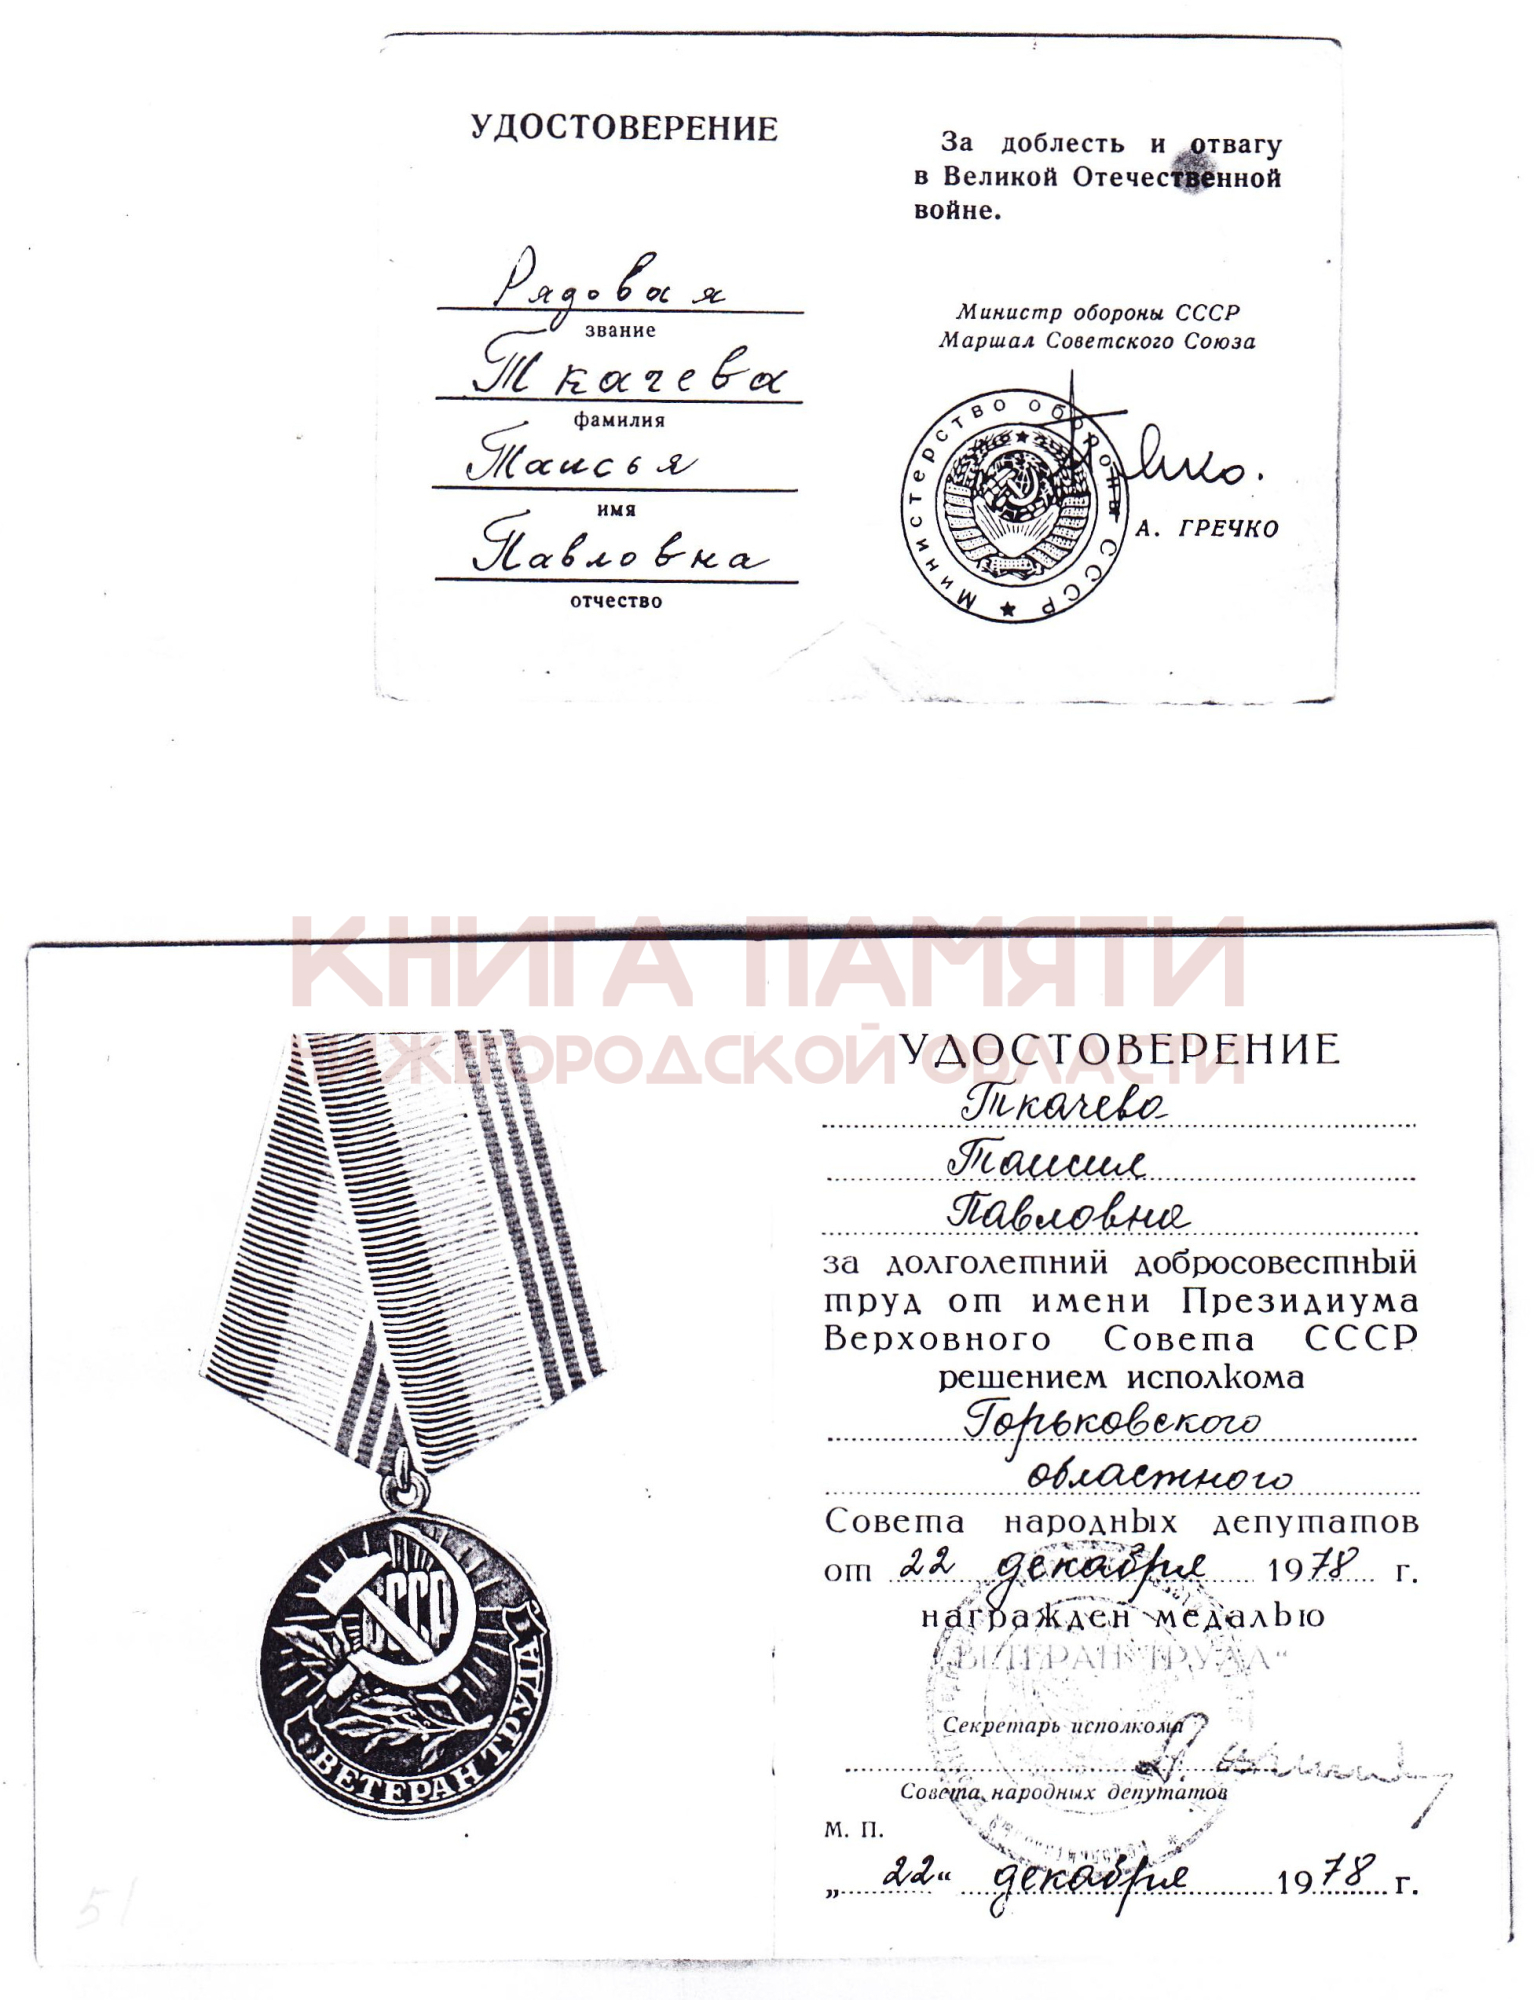 УДОСТОВЕРЕНИЕ
Рядовая
звание
Ткачева
фамилия
Таисья
имя
Павловна
отчество
За доблесть и отвагу
в Великой Отечественной
войне.
Министр обороны СССР
Маршал Советского Союза
Министерство обороны СССР
А. ГРЕЧКО
КНИГА ПАМЯТИ
НИЖЕГОРОДСКОЙ ОБЛАСТИ
СССР
ВЕТЕРАН ТРУДА
51
УДОСТОВЕРЕНИЕ
Ткачева
Таисия
Павловна
за долголетний добросовестный
труд от имени Президиума
Верховного Совета СССР
решением исполкома
Горьковского
областного
Совета народных депутатов
от 22 декабря 1978 г.
награжден медалью
„ВЕТЕРАН ТРУДА“
Секретарь исполкома
Совета народных депутатов
М. П.
„ 22“ декабря 1978 г.